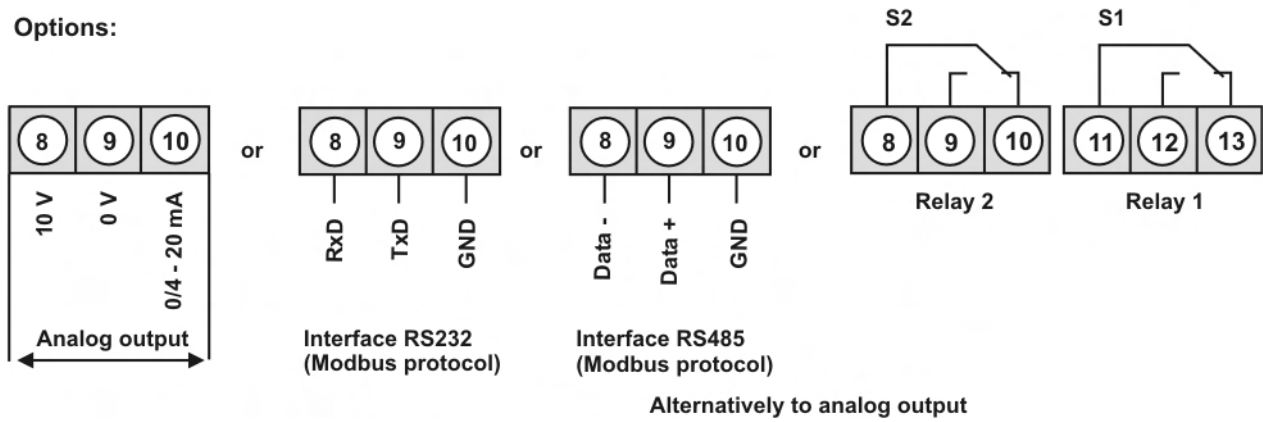 Options:
S2
S1
8 9 10
or
8 9 10
or
8 9 10
or
8 9 10
11 12 13
10 V
0 V
0/4 - 20 mA
Analog output
RxD
TxD
GND
Interface RS232
(Modbus protocol)
Data -
Data +
GND
Interface RS485
(Modbus protocol)
Relay 2
Relay 1
Alternatively to analog output